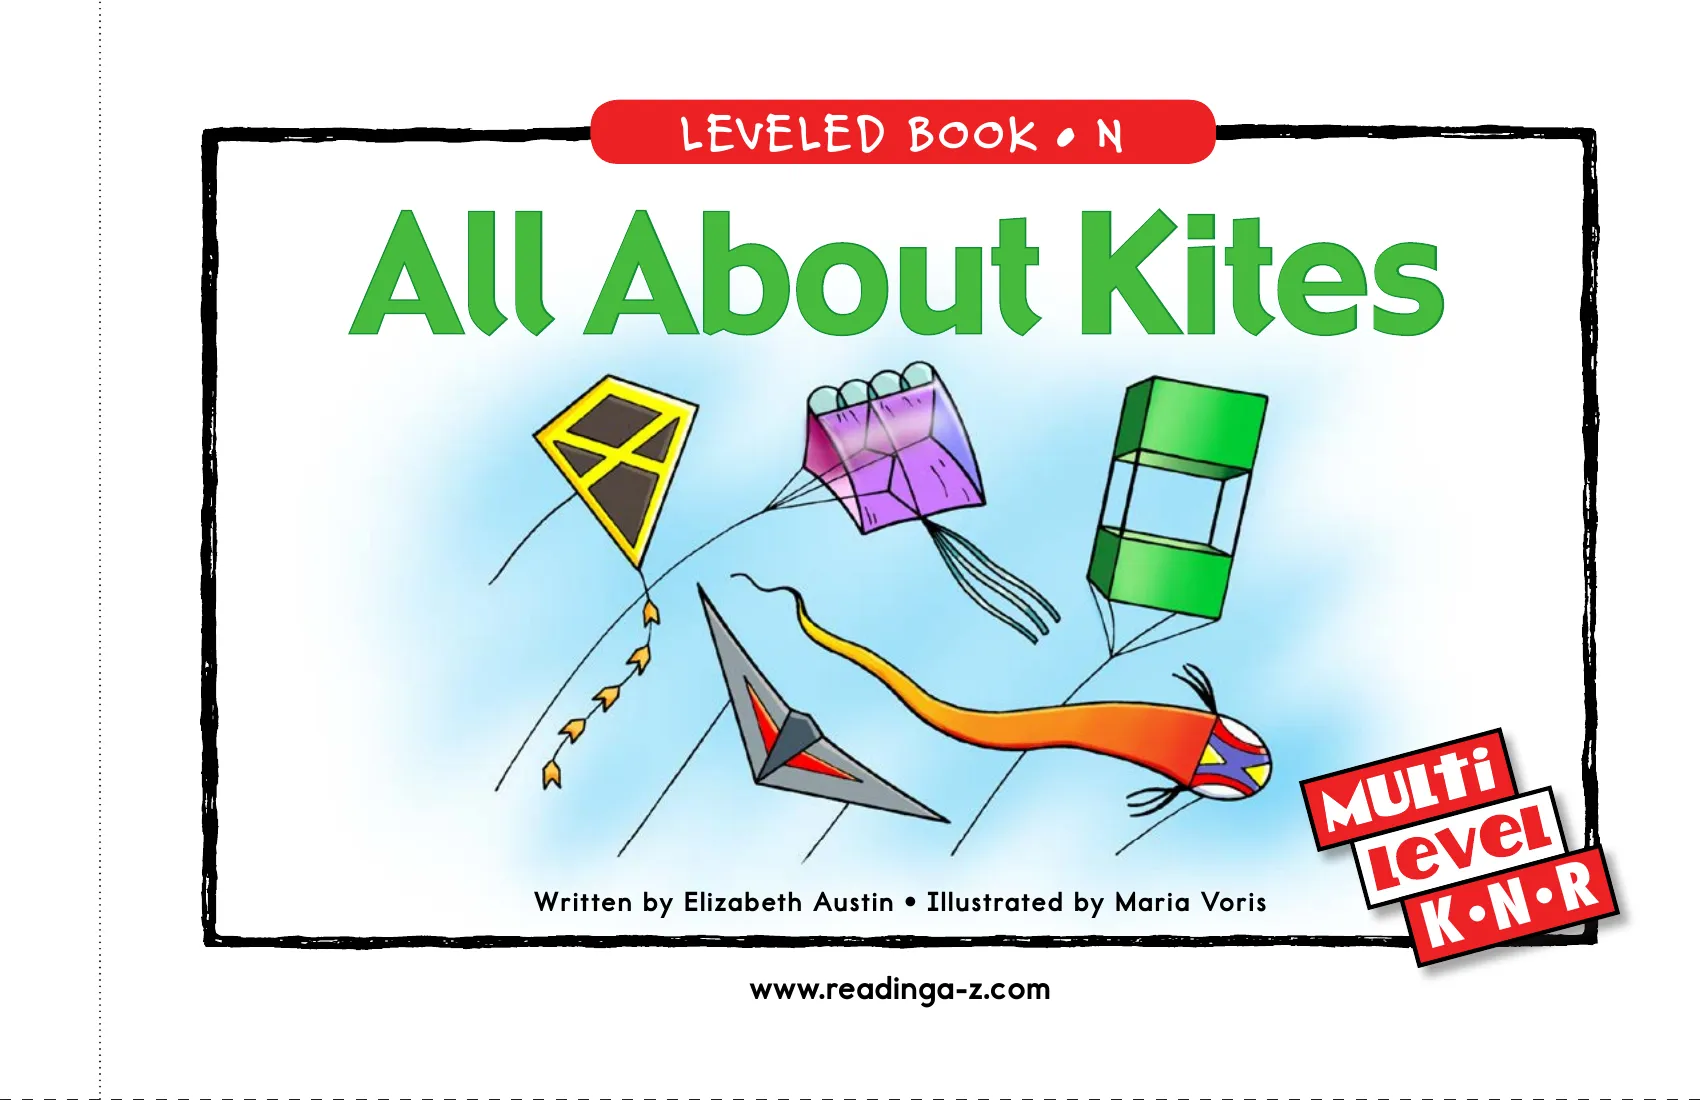 LEVELED BOOK • N
All About Kites
Written by Elizabeth Austin • Illustrated by Maria Voris
MULti
level
K•N•R
www.readinga-z.com